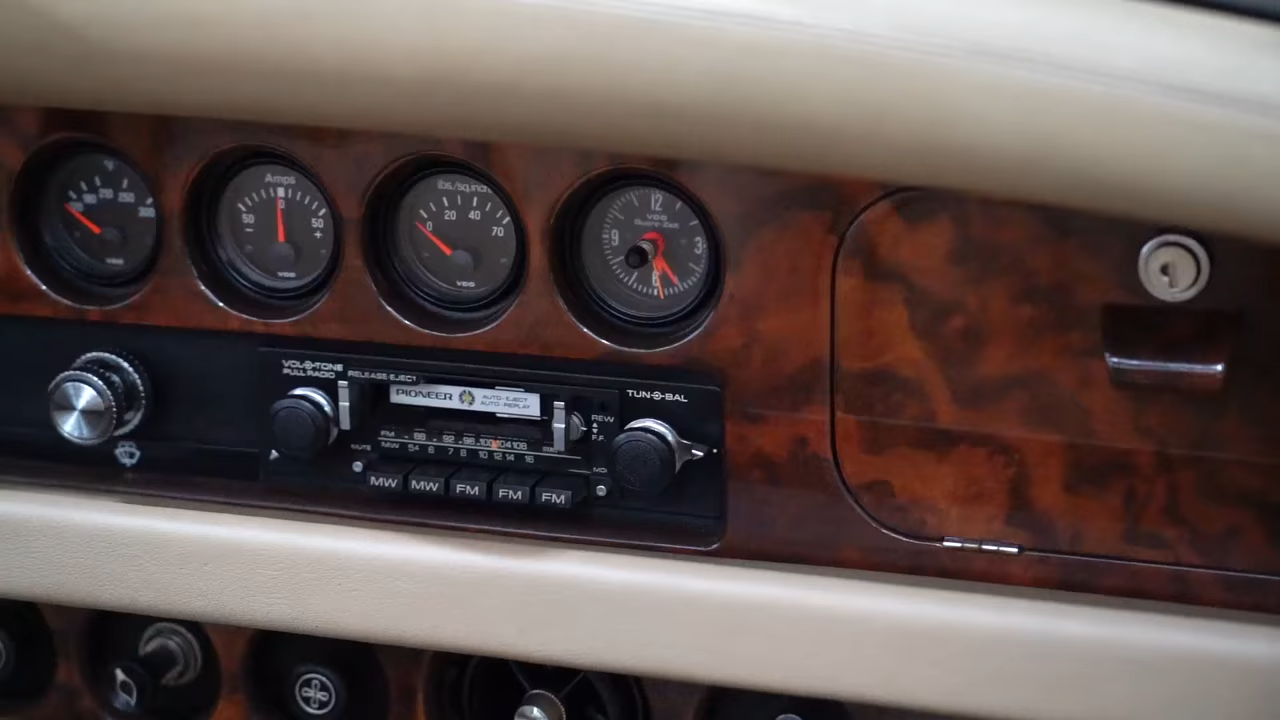 °F
150
250
300
Amps
50
0
50
- +
VDO
lbs./sq.inch
0 20 40 70
VDO
12
VDO
Quarz-Zeit
9 3
6
VOL-TONE
PULL RADIO
RELEASE·EJECT
PIONEER
AUTO-EJECT
AUTO-REPLAY
TUN-BAL
REW
F.F.
FM 88 92 96 100 104 108
MW 5 6 7 8 10 12 14 16
MUTE
MW MW FM FM FM